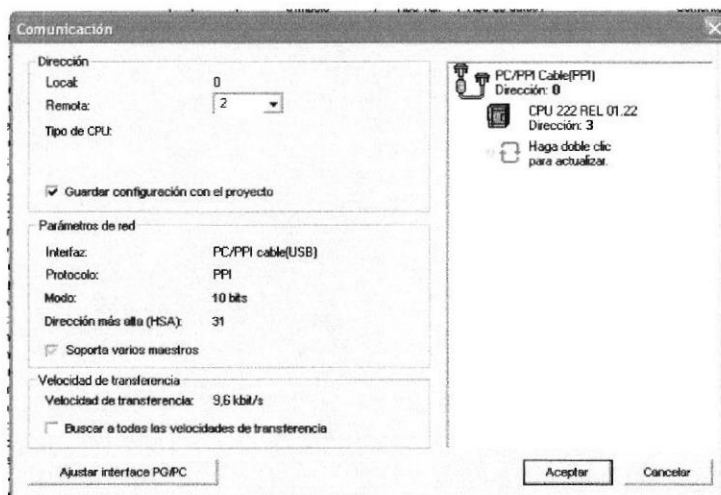 Comunicación
Dirección
Local: 0
Remota: 2
Tipo de CPU:
Guardar configuración con el proyecto
Parámetros de red
Interfaz: PC/PPI cable(USB)
Protocolo: PPI
Modo: 10 bits
Dirección más alta (HSA): 31
Soporta varios maestros
Velocidad de transferencia
Velocidad de transferencia: 9,6 kbit/s
Buscar a todas las velocidades de transferencia
Ajustar interface PG/PC
PC/PPI Cable(PPI)
Dirección: 0
CPU 222 REL 01.22
Dirección: 3
Haga doble clic
para actualizar.
Aceptar
Cancelar